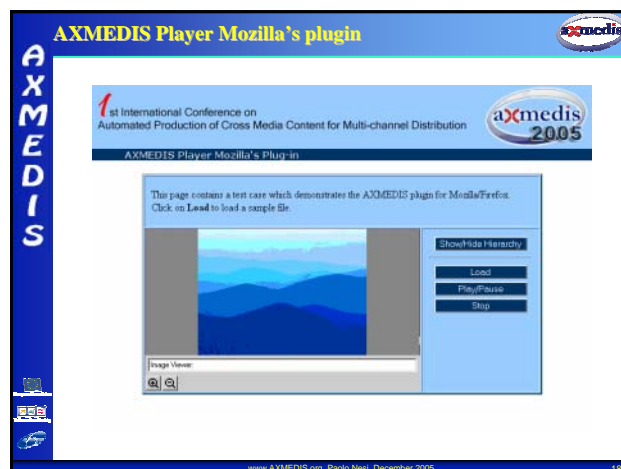 AXMEDIS Player Mozilla's plugin
axmedis
AXMEDIS
1st International Conference on
Automated Production of Cross Media Content for Multi-channel Distribution
axmedis
2005
AXMEDIS Player Mozilla's Plug-in
This page contains a test case which demonstrates the AXMEDIS plugin for Mozilla/Firefox.
Click on Load to load a sample file.
Show/Hide Hierarchy
Load
Play/Pause
Stop
Image Viewer:
www.AXMEDIS.org, Paolo Nesi, December 2005
18